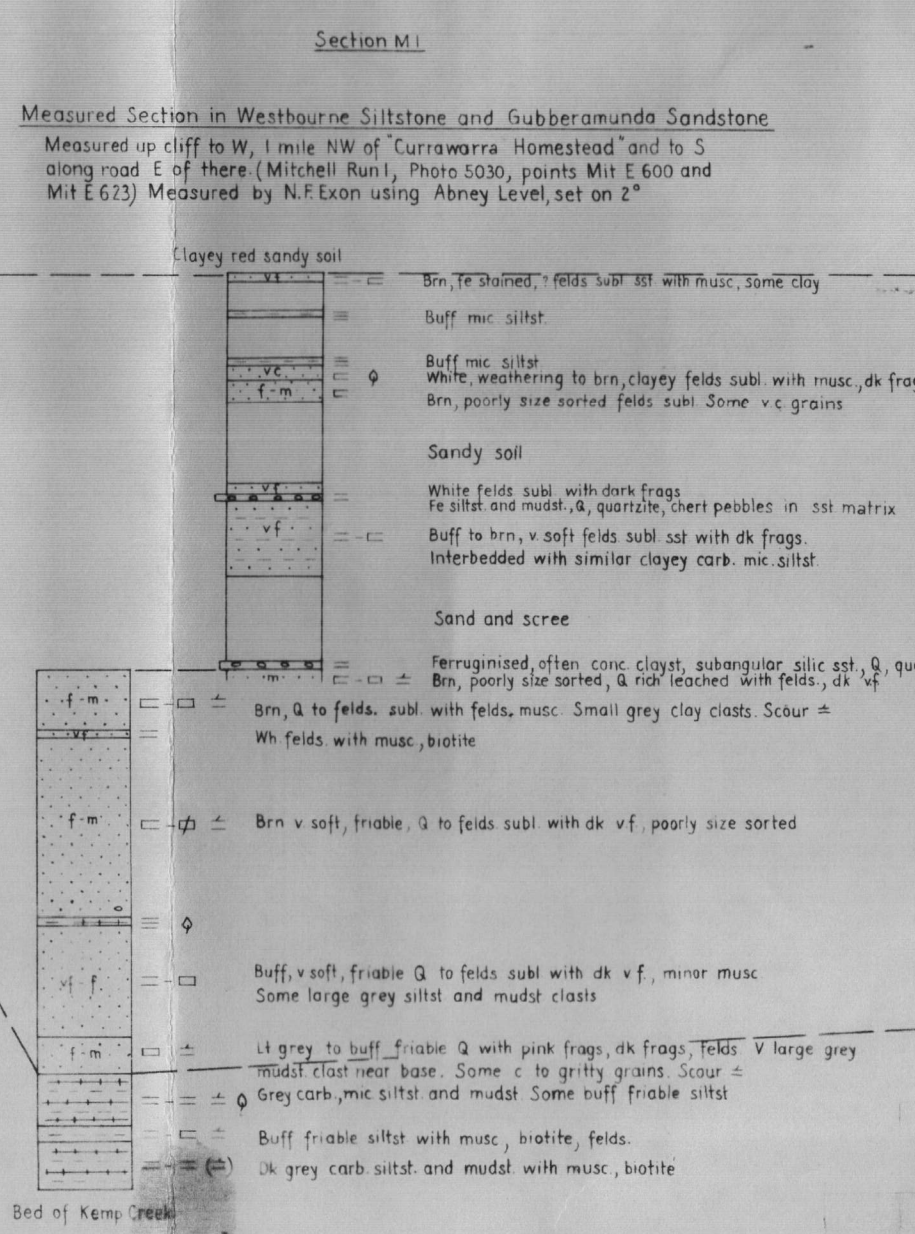 Section M1
Measured Section in Westbourne Siltstone and Gubberamunda Sandstone
Measured up cliff to W, 1 mile NW of "Currawarra Homestead" and to S
along road E of there. (Mitchell Run 1, Photo 5030, points Mit E 600 and
Mit E 623) Measured by N.F. Exon using Abney Level, set on 2°
Clayey red sandy soil
vf
Brn, fe stained, ? felds subl sst with musc, some clay
Buff mic siltst.
Buff mic siltst
vc
White, weathering to brn, clayey felds subl. with musc., dk frag
f-m
Brn, poorly size sorted felds subl. Some v.c. grains
Sandy soil
vf
White felds subl. with dark frags
Fe siltst. and mudst., Q, quartzite, chert pebbles in sst matrix
vf
Buff to brn, v. soft felds subl. sst with dk frags.
Interbedded with similar clayey carb. mic. siltst.
Sand and scree
Ferruginised, often conc. clayst, subangular silic sst., Q, qu
m
Brn, poorly size sorted, Q rich leached with felds., dk vf
f-m
Brn, Q to felds. subl. with felds, musc. Small grey clay clasts. Scour
vf
Wh felds. with musc, biotite
f-m
Brn v. soft, friable, Q to felds subl. with dk v f., poorly size sorted
vf-f
Buff, v soft, friable Q to felds subl with dk v f., minor musc
Some large grey siltst and mudst clasts
f-m
Lt grey to buff friable Q with pink frags, dk frags, felds. V large grey
mudst clast near base. Some c to gritty grains. Scour
Grey carb., mic siltst. and mudst. Some buff friable siltst
Buff friable siltst with musc, biotite, felds.
Dk grey carb. siltst. and mudst. with musc., biotite
Bed of Kemp Creek